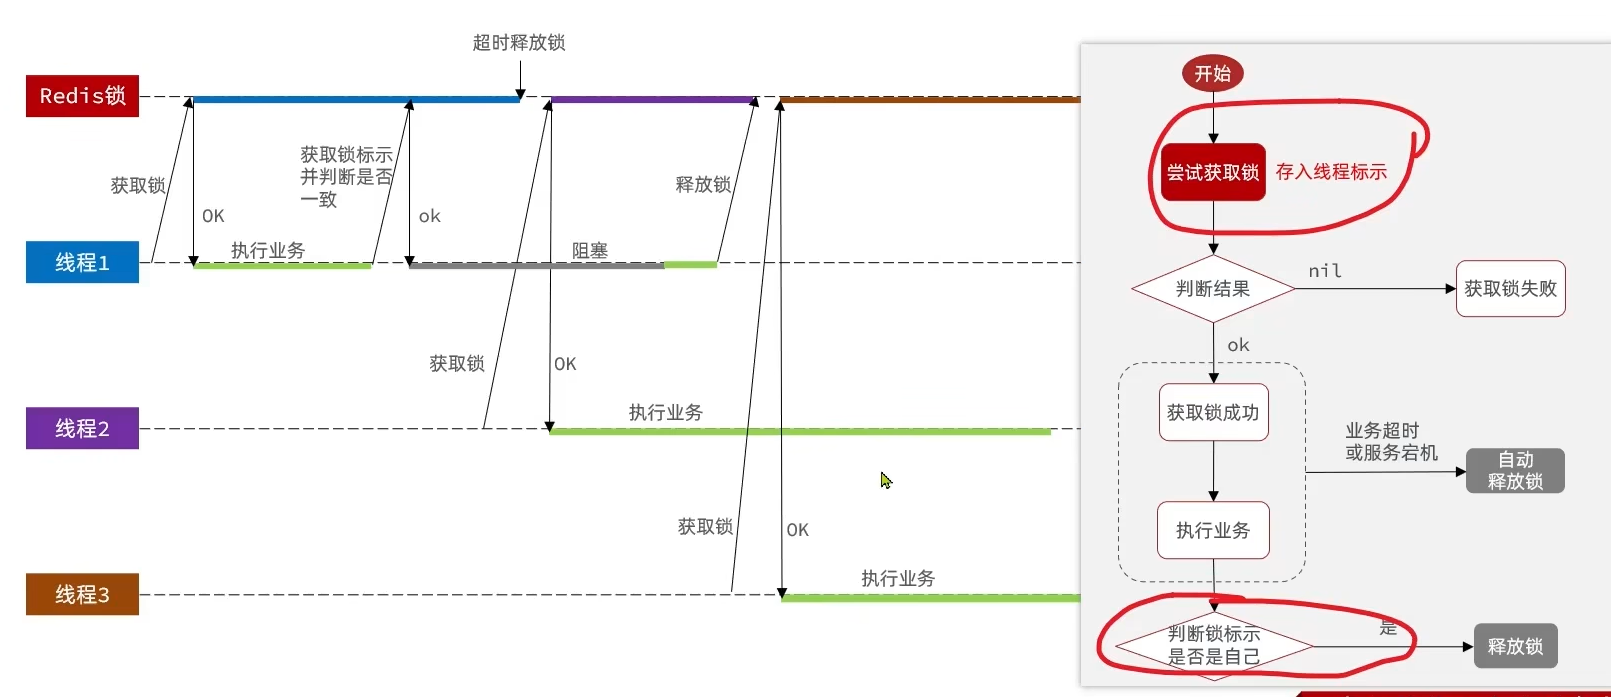 超时释放锁
Redis锁
获取锁
OK
获取锁标示
并判断是否
一致
ok
释放锁
线程1
执行业务
阻塞
获取锁
OK
线程2
执行业务
获取锁
OK
线程3
执行业务
开始
尝试获取锁
存入线程标示
判断结果
nil
获取锁失败
ok
获取锁成功
业务超时
或服务宕机
自动
释放锁
执行业务
判断锁标示
是否是自己
是
释放锁